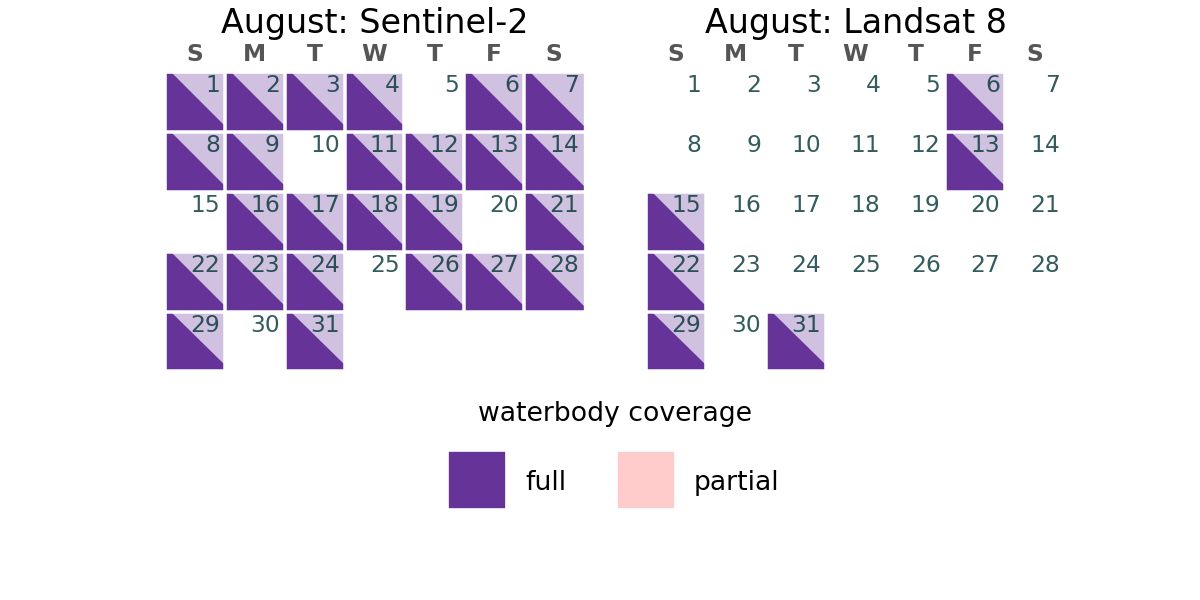 August: Sentinel-2
S M T W T F S
1 2 3 4 5 6 7
8 9 10 11 12 13 14
15 16 17 18 19 20 21
22 23 24 25 26 27 28
29 30 31
August: Landsat 8
S M T W T F S
1 2 3 4 5 6 7
8 9 10 11 12 13 14
15 16 17 18 19 20 21
22 23 24 25 26 27 28
29 30 31
waterbody coverage
full
partial